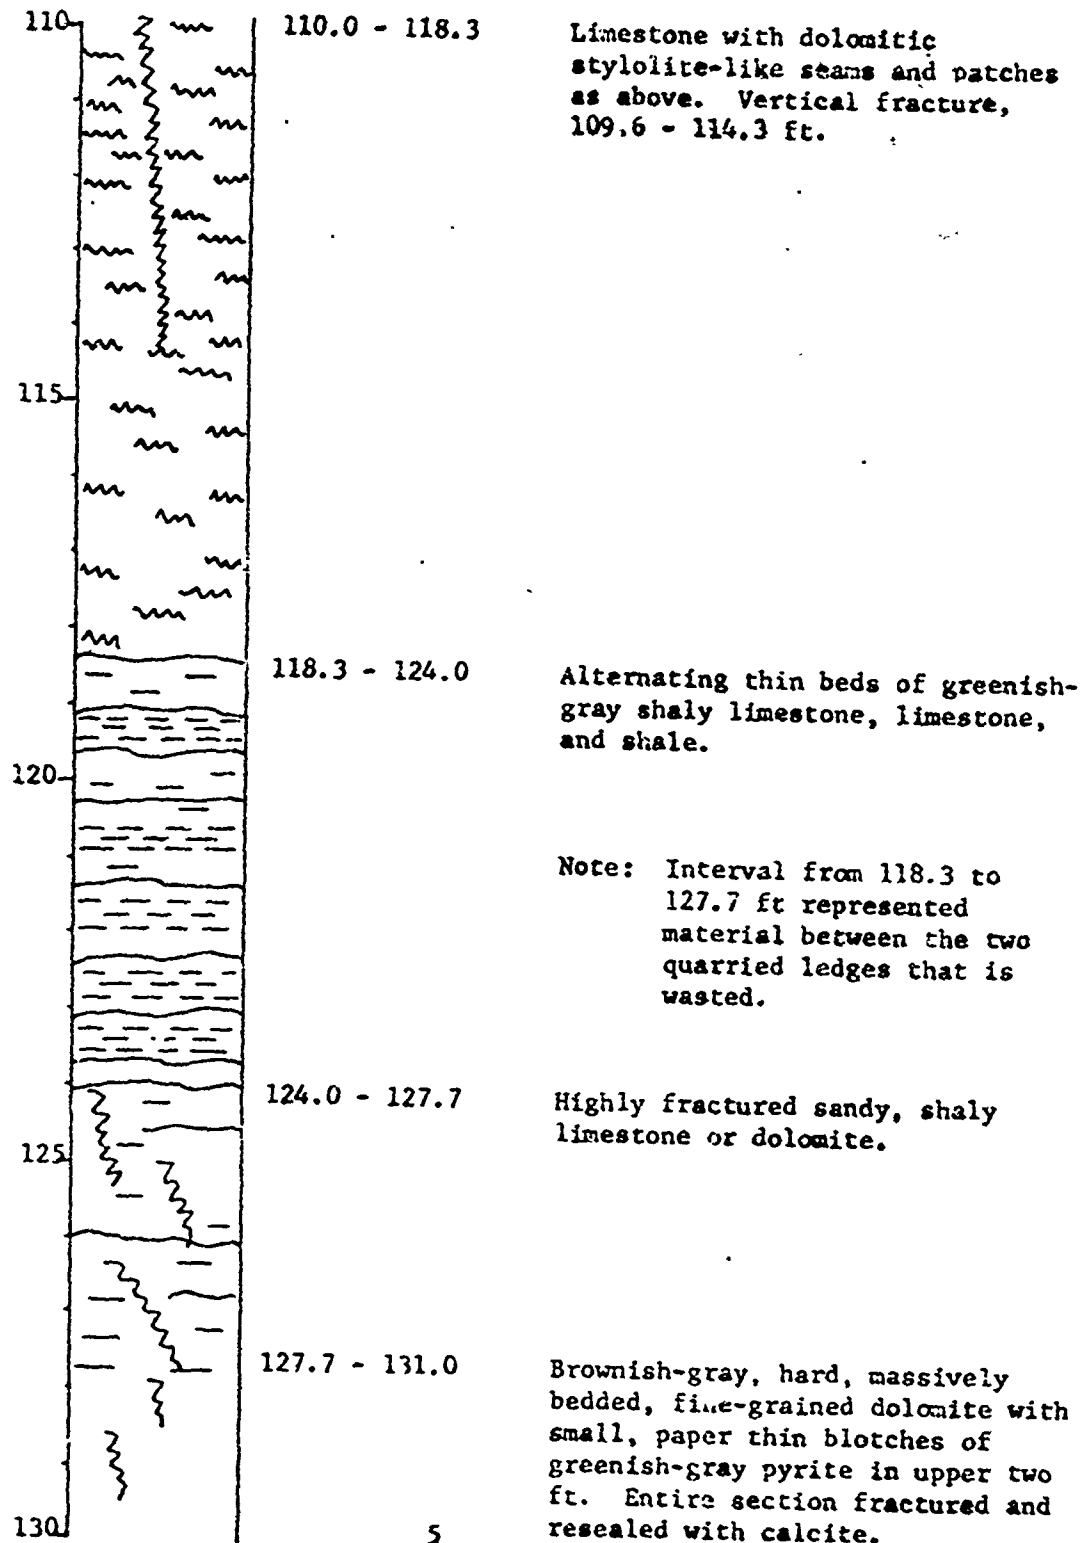 110
110.0 - 118.3
Limestone with dolomitic
stylolite-like seams and patches
as above. Vertical fracture,
109.6 - 114.3 ft.
115
118.3 - 124.0
Alternating thin beds of greenish-
gray shaly limestone, limestone,
and shale.
120
Note: Interval from 118.3 to
127.7 ft represented
material between the two
quarried ledges that is
wasted.
124.0 - 127.7
Highly fractured sandy, shaly
limestone or dolomite.
125
127.7 - 131.0
Brownish-gray, hard, massively
bedded, fine-grained dolomite with
small, paper thin blotches of
greenish-gray pyrite in upper two
ft. Entire section fractured and
resealed with calcite.
130
5